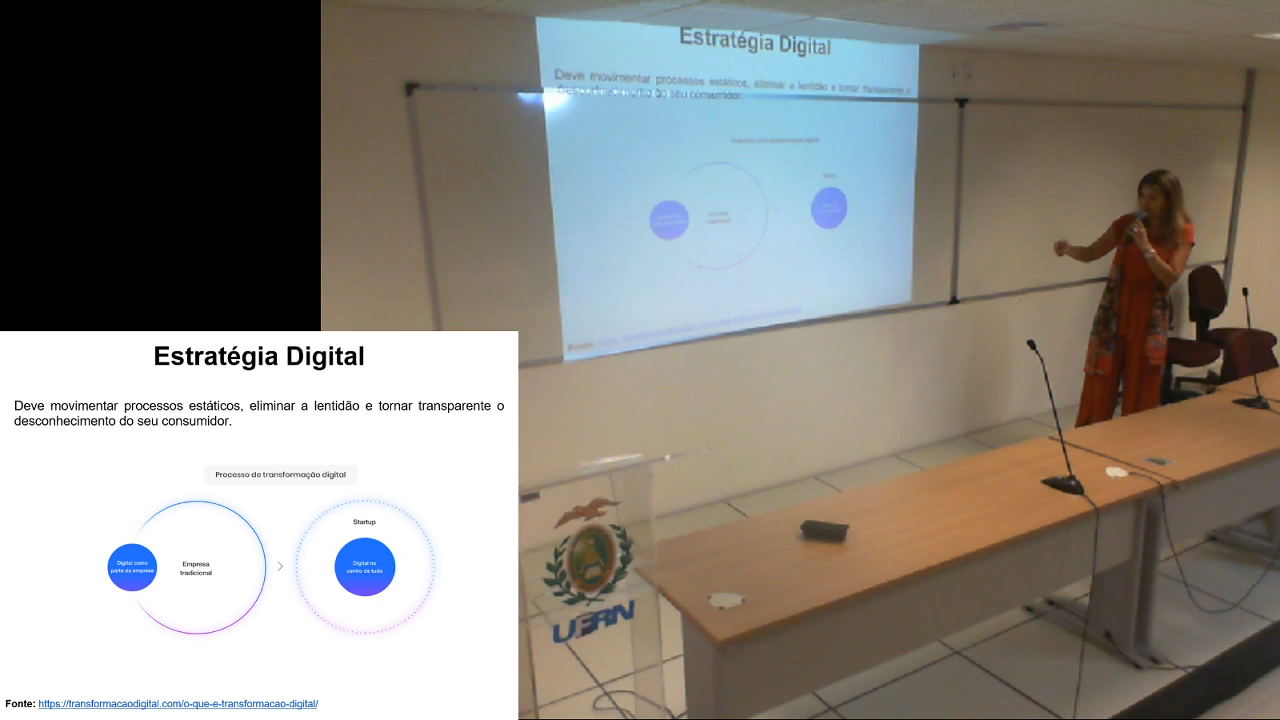 Estratégia Digital
Deve movimentar processos estáticos, eliminar a lentidão e tornar transparente o
desconhecimento do seu consumidor.
Estratégia Digital
Deve movimentar processos estáticos, eliminar a lentidão e tornar transparente o
desconhecimento do seu consumidor.
Processo de transformação digital
Startup
Digital como
parte da empresa
Empresa
tradicional
>
Digital no
centro de tudo
Fonte: https://transformacaodigital.com/o-que-e-transformacao-digital/
UERN